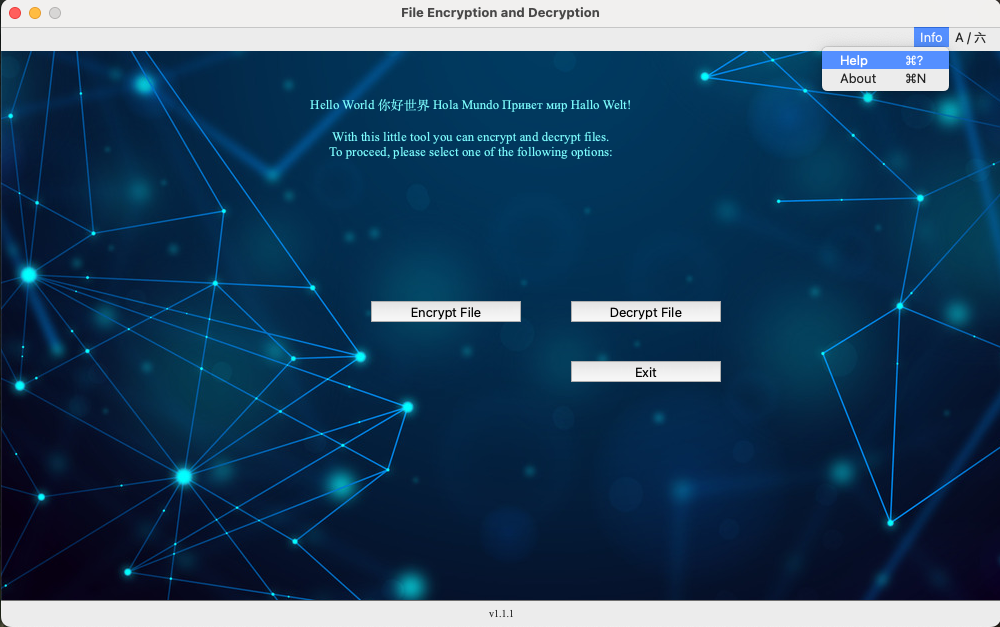 File Encryption and Decryption
Info A / 六
Help ⌘?
About ⌘N
Hello World 你好世界 Hola Mundo Привет мир Hallo Welt!
With this little tool you can encrypt and decrypt files.
To proceed, please select one of the following options:
Encrypt File Decrypt File
Exit
v1.1.1